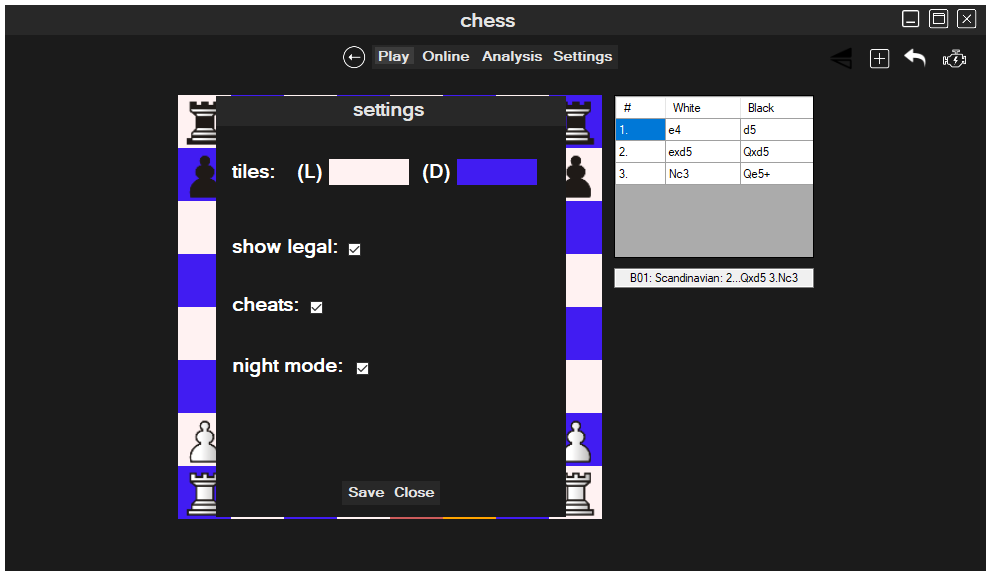 chess
Play Online Analysis Settings
settings
tiles: (L) (D)
show legal:
cheats:
night mode:
Save Close
# White Black
1. e4 d5
2. exd5 Qxd5
3. Nc3 Qe5+
B01: Scandinavian: 2...Qxd5 3.Nc3